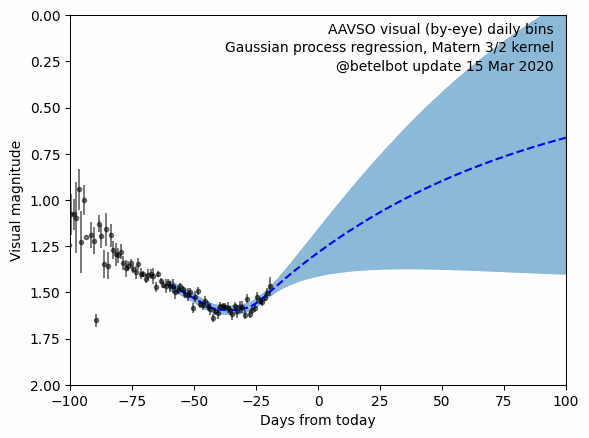 AAVSO visual (by-eye) daily bins
Gaussian process regression, Matern 3/2 kernel
@betelbot update 15 Mar 2020
0.00
0.25
0.50
0.75
1.00
1.25
1.50
1.75
2.00
Visual magnitude
−100 −75 −50 −25 0 25 50 75 100
Days from today